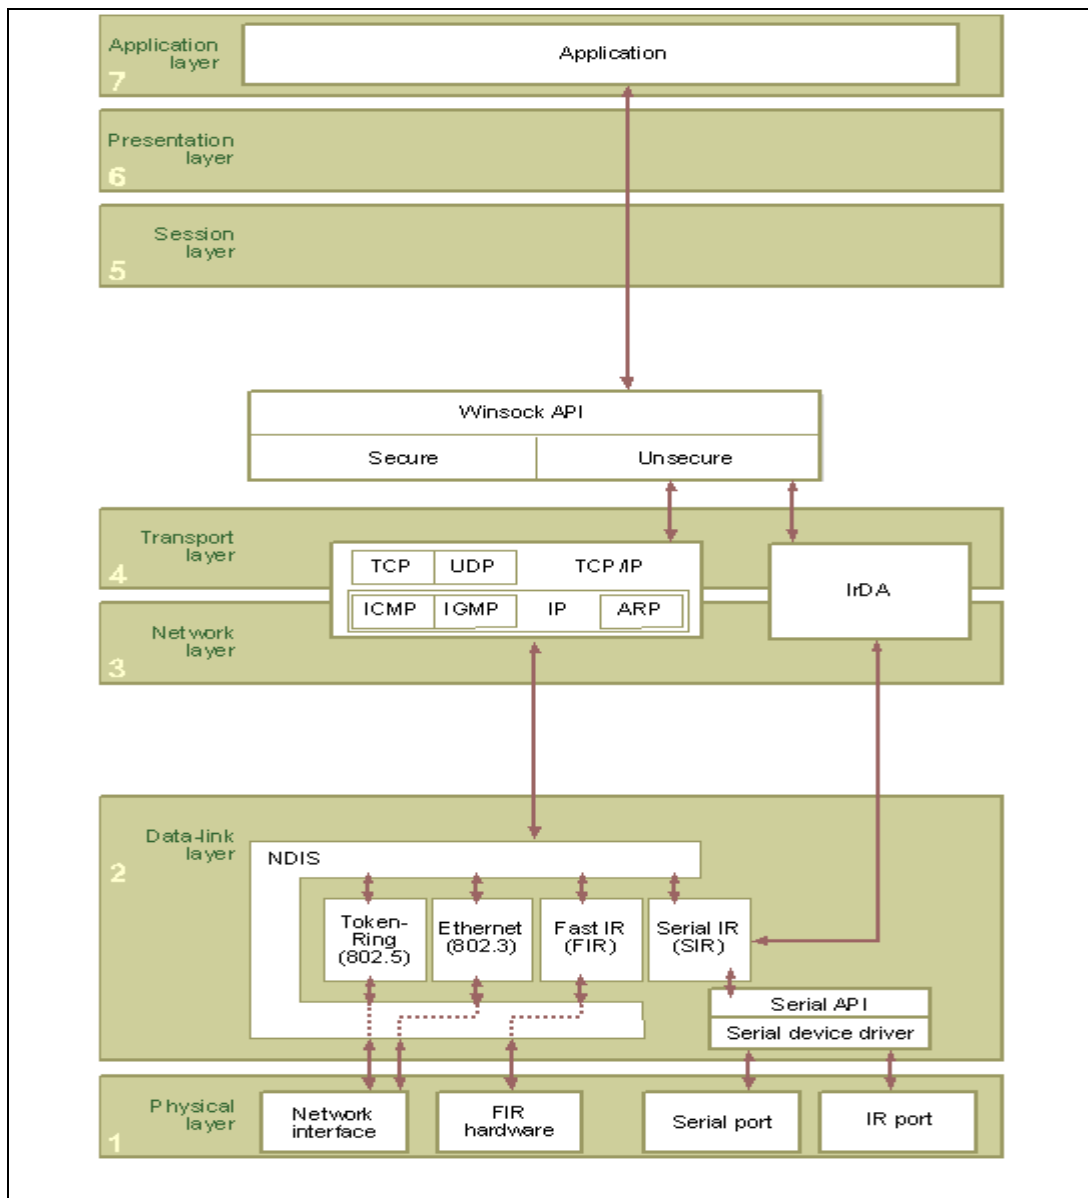 Application
layer
7
Application
Presentation
layer
6
Session
layer
5
Winsock API
Secure
Unsecure
Transport
layer
4
TCP
UDP
TCP/IP
ICMP
IGMP
IP
ARP
IrDA
Network
layer
3
Data-link
layer
2
NDIS
Token-
Ring
(802.5)
Ethernet
(802.3)
Fast IR
(FIR)
Serial IR
(SIR)
Serial API
Serial device driver
Physical
layer
1
Network
interface
FIR
hardware
Serial port
IR port